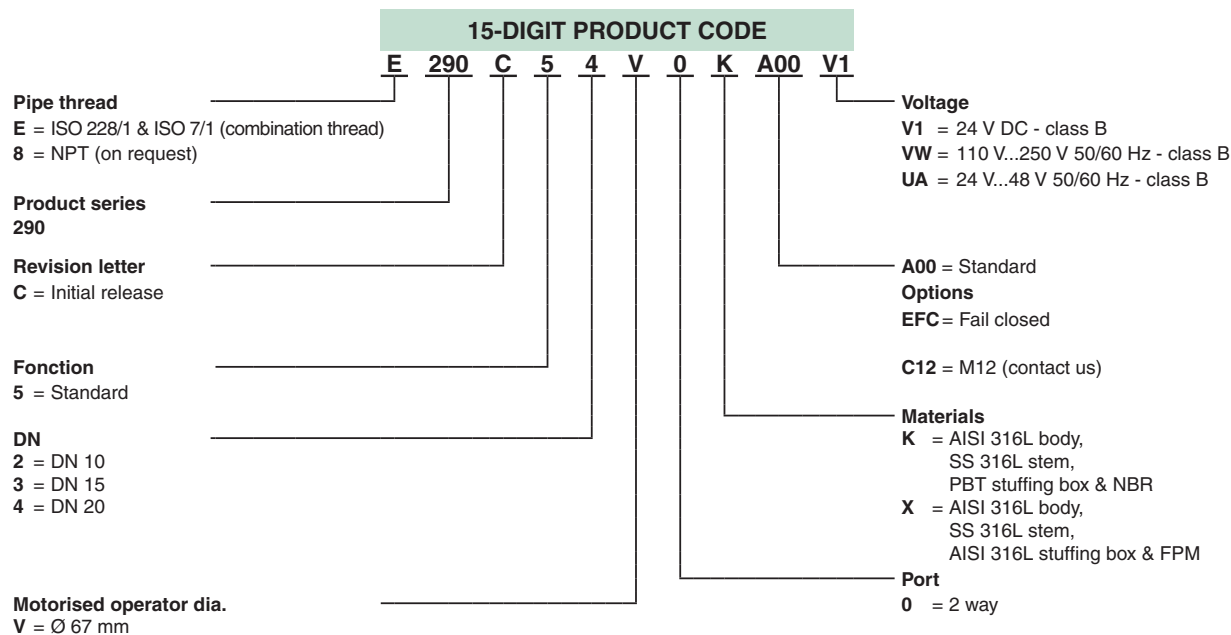 15-DIGIT PRODUCT CODE
E 290 C 5 4 V 0 K A00 V1
Pipe thread
E = ISO 228/1 & ISO 7/1 (combination thread)
8 = NPT (on request)
Product series
290
Revision letter
C = Initial release
Fonction
5 = Standard
DN
2 = DN 10
3 = DN 15
4 = DN 20
Motorised operator dia.
V = Ø 67 mm
Voltage
V1 = 24 V DC - class B
VW = 110 V...250 V 50/60 Hz - class B
UA = 24 V...48 V 50/60 Hz - class B
A00 = Standard
Options
EFC = Fail closed
C12 = M12 (contact us)
Materials
K = AISI 316L body,
SS 316L stem,
PBT stuffing box & NBR
X = AISI 316L body,
SS 316L stem,
AISI 316L stuffing box & FPM
Port
0 = 2 way